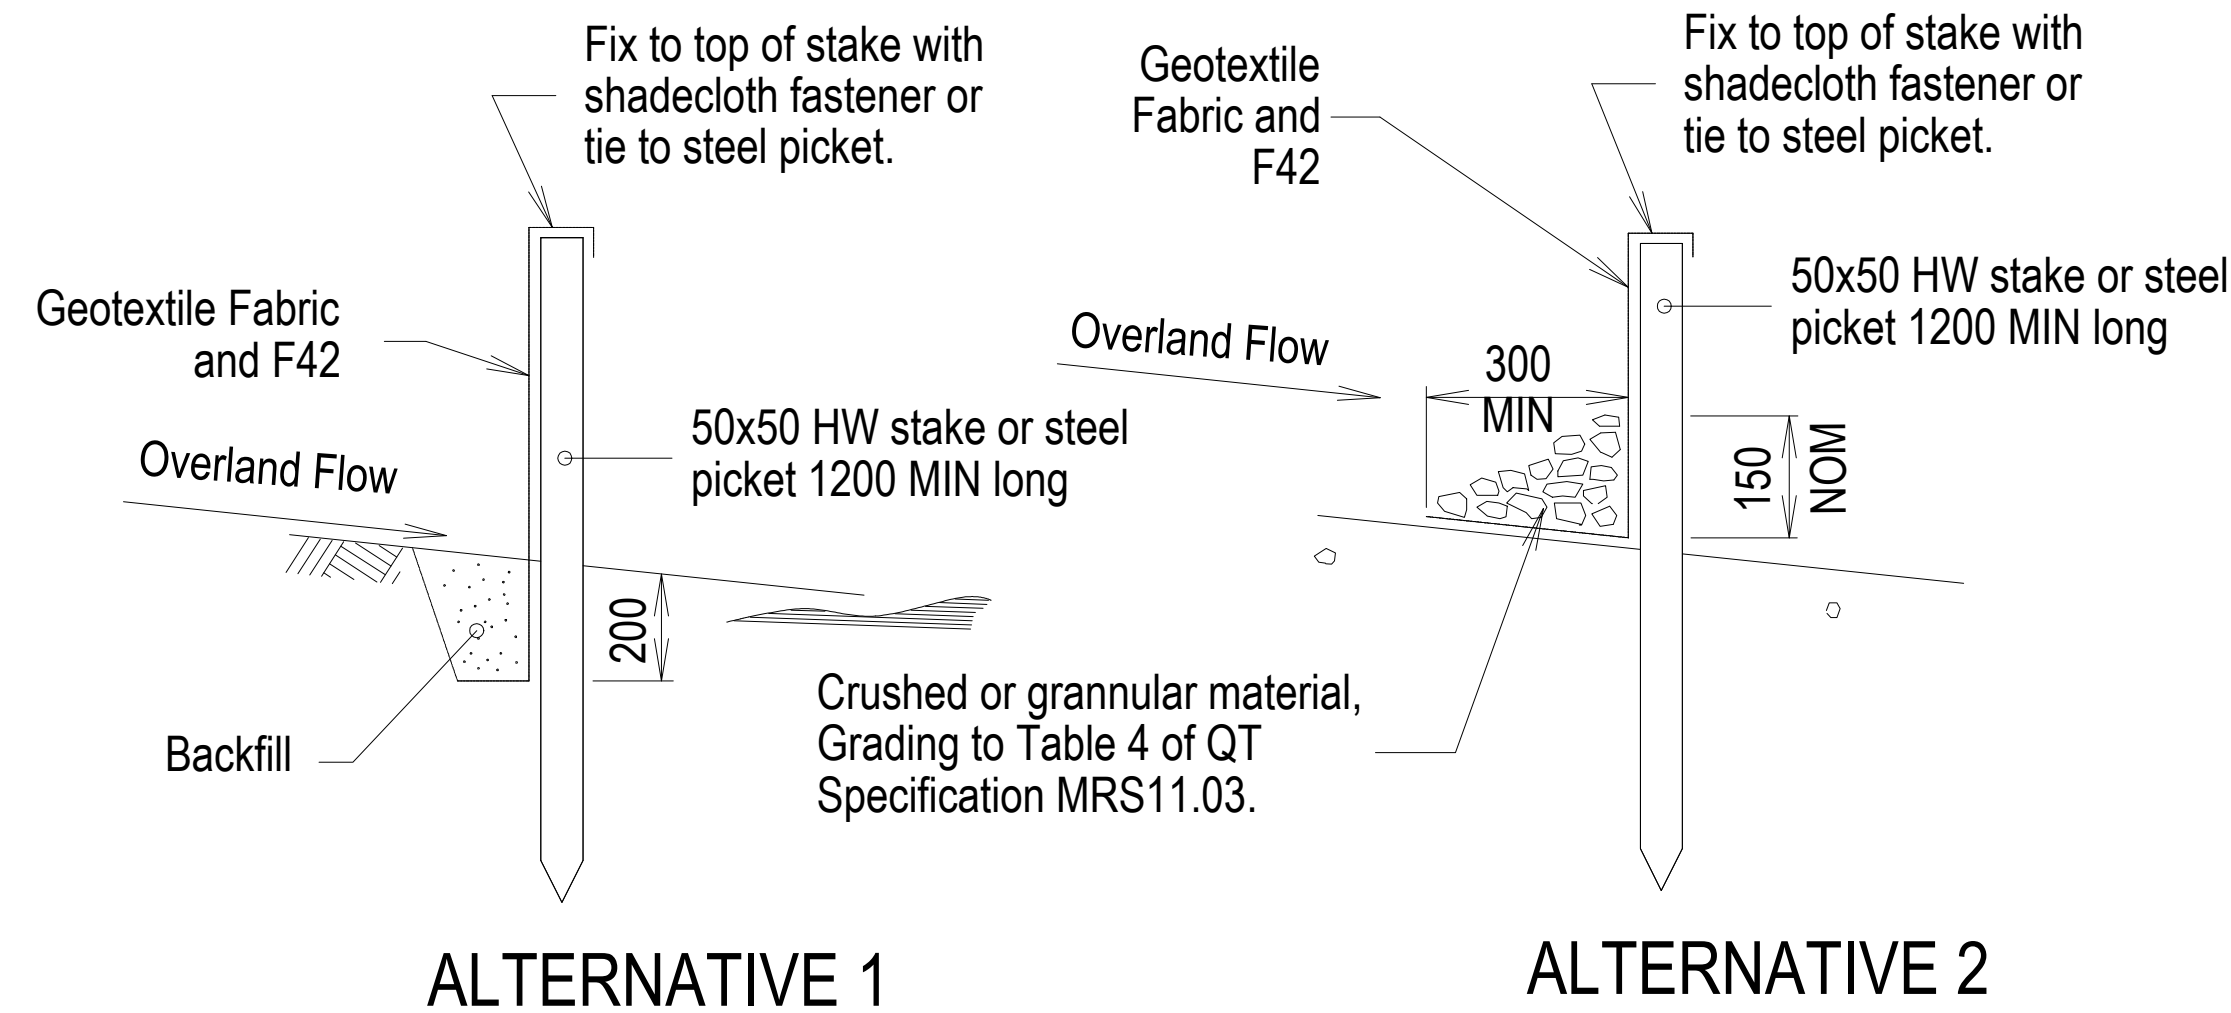 Fix to top of stake with
shadecloth fastener or
tie to steel picket.
Geotextile Fabric
and F42
Overland Flow
50x50 HW stake or steel
picket 1200 MIN long
200
Backfill
ALTERNATIVE 1
Geotextile
Fabric and
F42
Fix to top of stake with
shadecloth fastener or
tie to steel picket.
50x50 HW stake or steel
picket 1200 MIN long
Overland Flow
300
MIN
150
NOM
Crushed or grannular material,
Grading to Table 4 of QT
Specification MRS11.03.
ALTERNATIVE 2